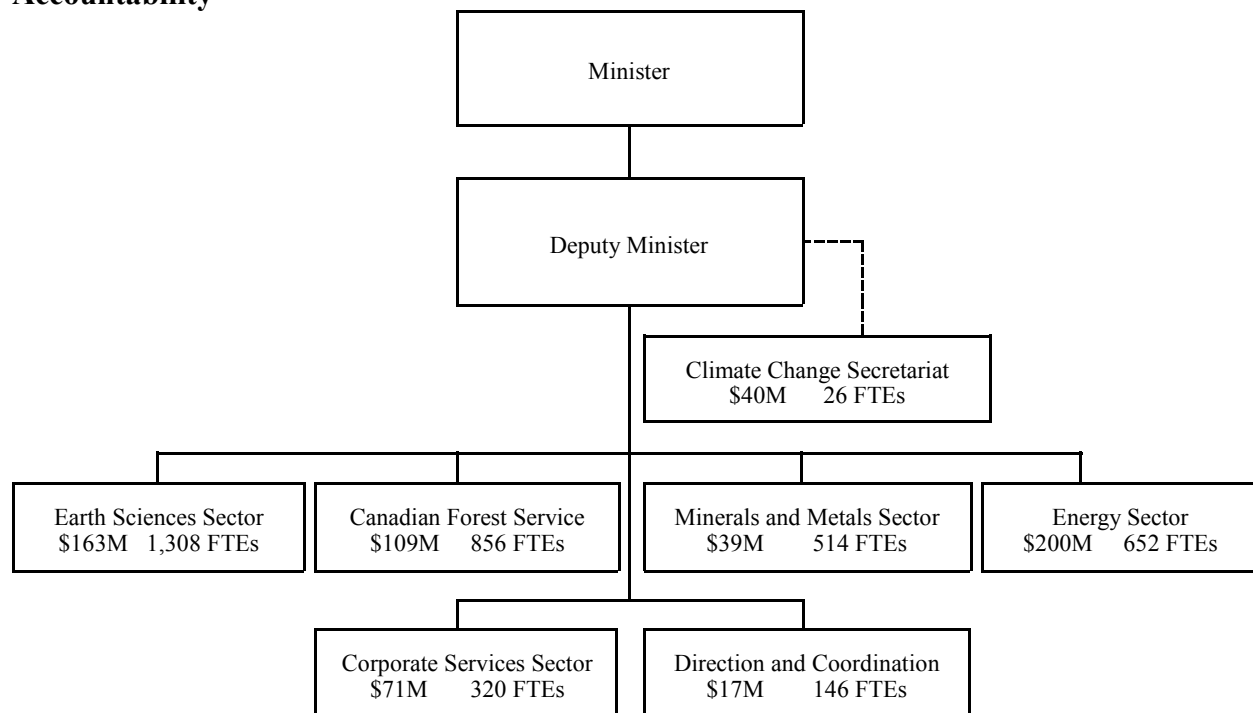 Accountability
Minister
Deputy Minister
Climate Change Secretariat
$40M 26 FTEs
Earth Sciences Sector
$163M 1,308 FTEs
Canadian Forest Service
$109M 856 FTEs
Minerals and Metals Sector
$39M 514 FTEs
Energy Sector
$200M 652 FTEs
Corporate Services Sector
$71M 320 FTEs
Direction and Coordination
$17M 146 FTEs